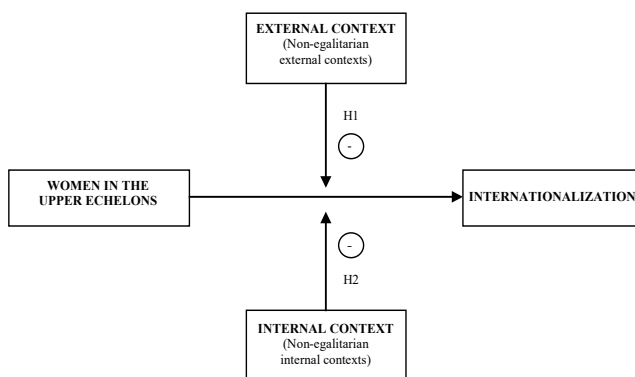 EXTERNAL CONTEXT
(Non-egalitarian
external contexts)
H1
-
WOMEN IN THE
UPPER ECHELONS
INTERNATIONALIZATION
-
H2
INTERNAL CONTEXT
(Non-egalitarian
internal contexts)